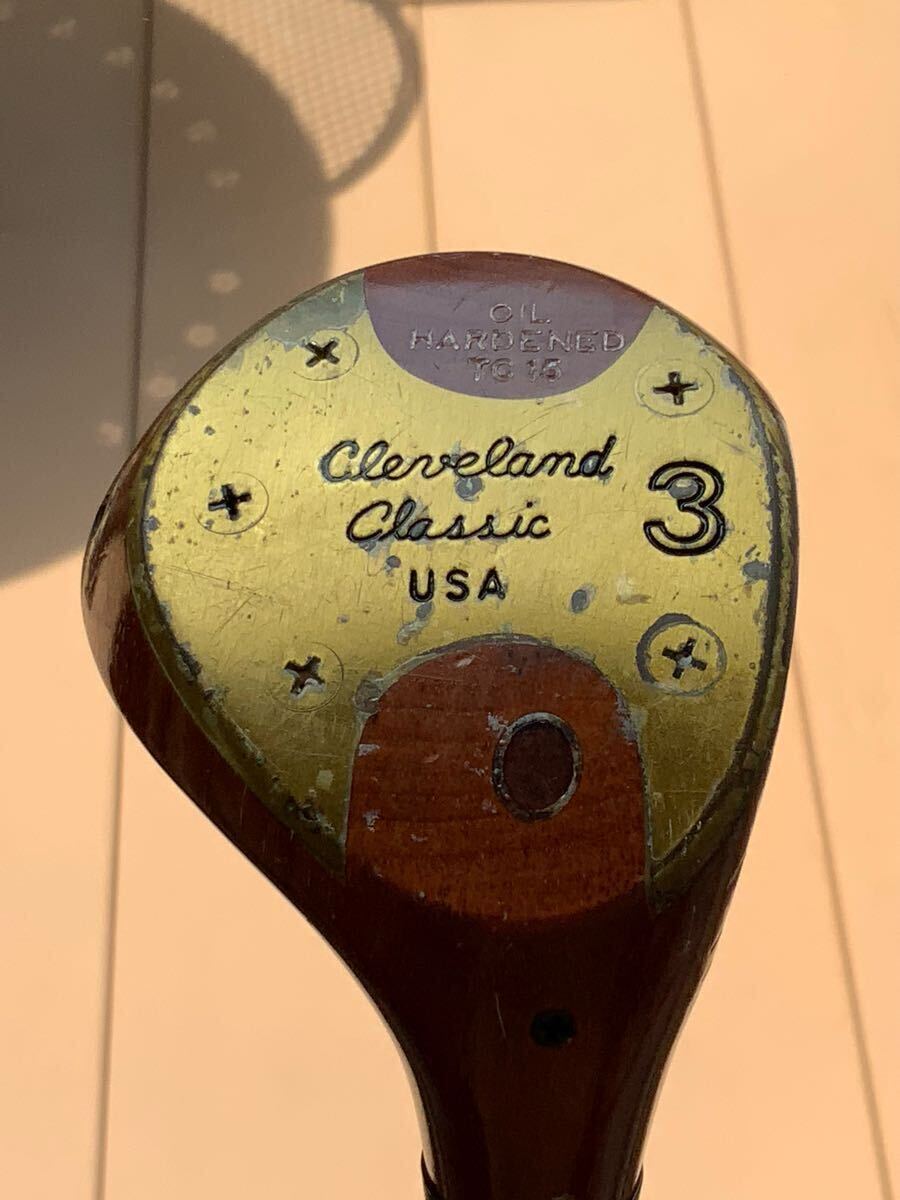 OIL
HARDENED
TC 15
Cleveland
Classic
USA
3